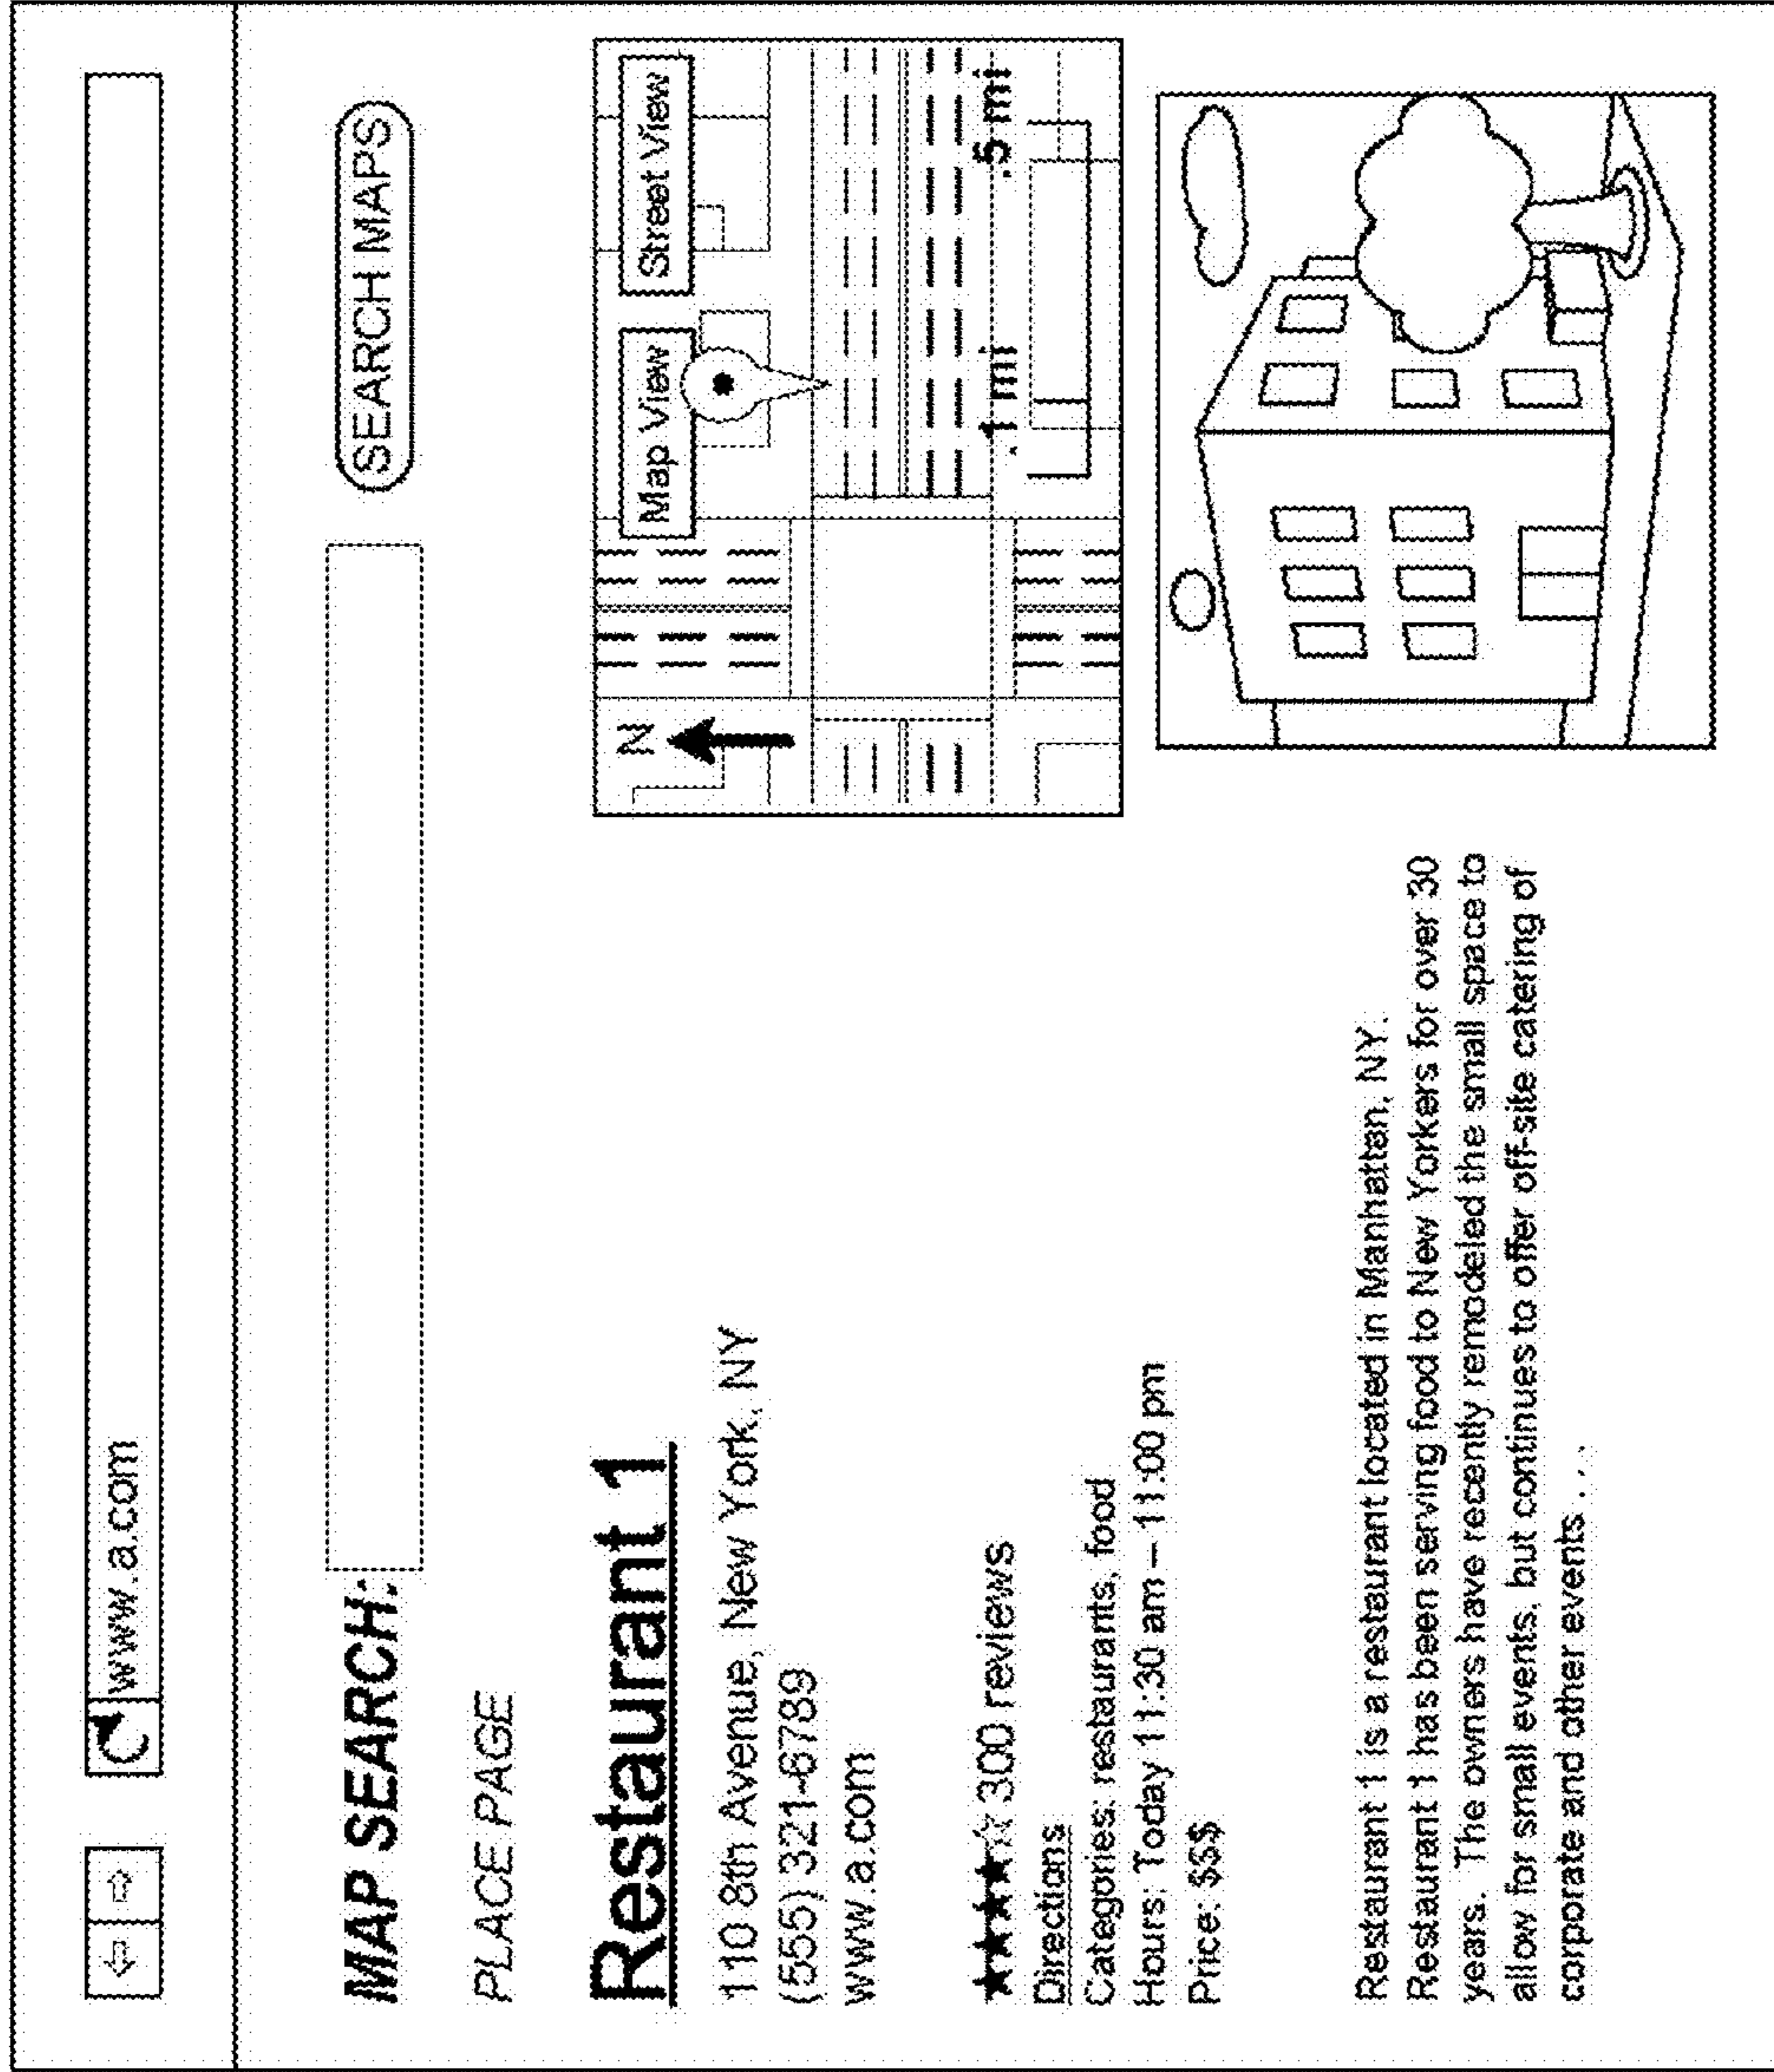 www.a.com
MAP SEARCH:
SEARCH MAPS
PLACE PAGE
Restaurant 1
110 8th Avenue, New York, NY
(555) 321-6789
www.a.com
★★★★☆ 300 reviews
Directions
Categories: restaurants, food
Hours: Today 11:30 am – 11:00 pm
Price: $$$
N
Map View
Street View
.1 mi
.5 mi
Restaurant 1 is a restaurant located in Manhattan, NY.
Restaurant 1 has been serving food to New Yorkers for over 30
years. The owners have recently remodeled the small space to
allow for small events, but continues to offer off-site catering of
corporate and other events . . .